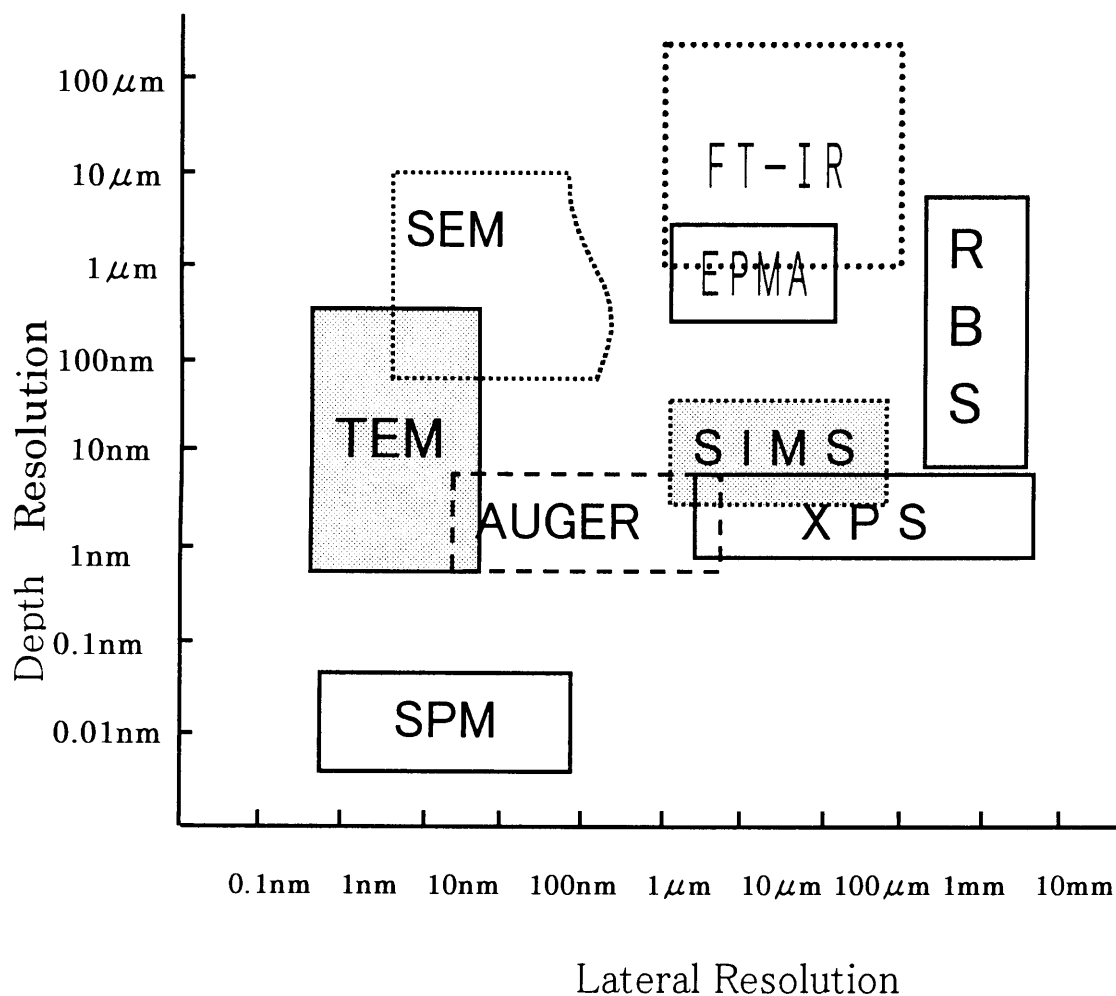 100μm
10μm
1μm
100nm
10nm
1nm
0.1nm
0.01nm
Depth Resolution
FT-IR
SEM
EPMA
RBS
TEM
SIMS
AUGER
XPS
SPM
0.1nm 1nm 10nm 100nm 1μm 10μm 100μm 1mm 10mm
Lateral Resolution